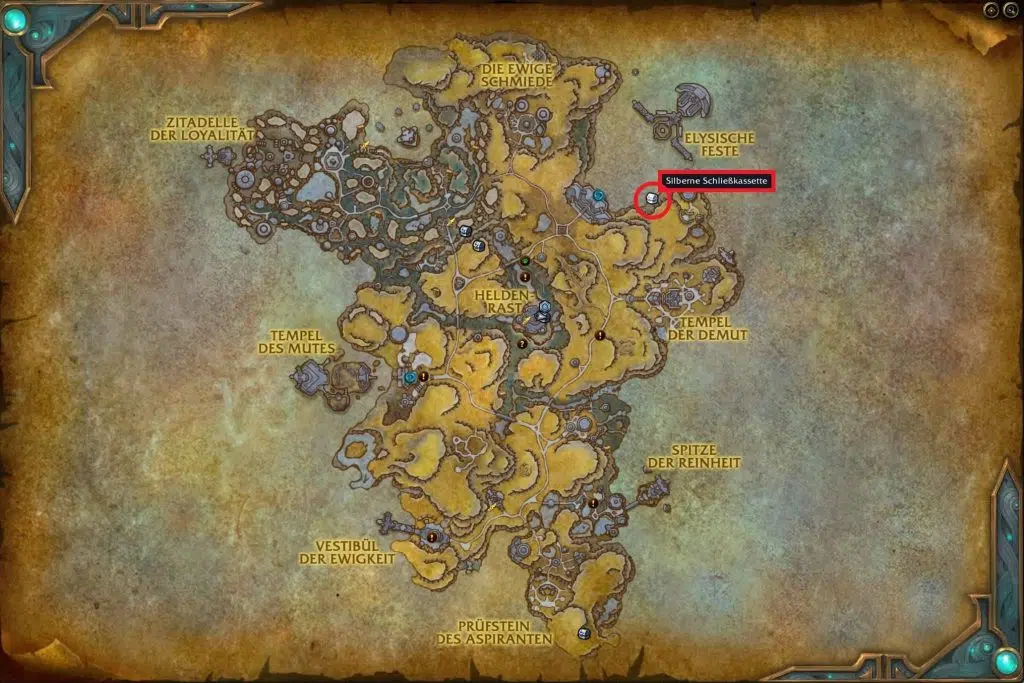 DIE EWIGE
SCHMIEDE
ZITADELLE
DER LOYALITÄT
ELYSISCHE
FESTE
Silberne Schließkassette
HELDEN-
RAST
TEMPEL
DER DEMUT
TEMPEL
DES MUTES
SPITZE
DER REINHEIT
VESTIBÜL
DER EWIGKEIT
PRÜFSTEIN
DES ASPIRANTEN